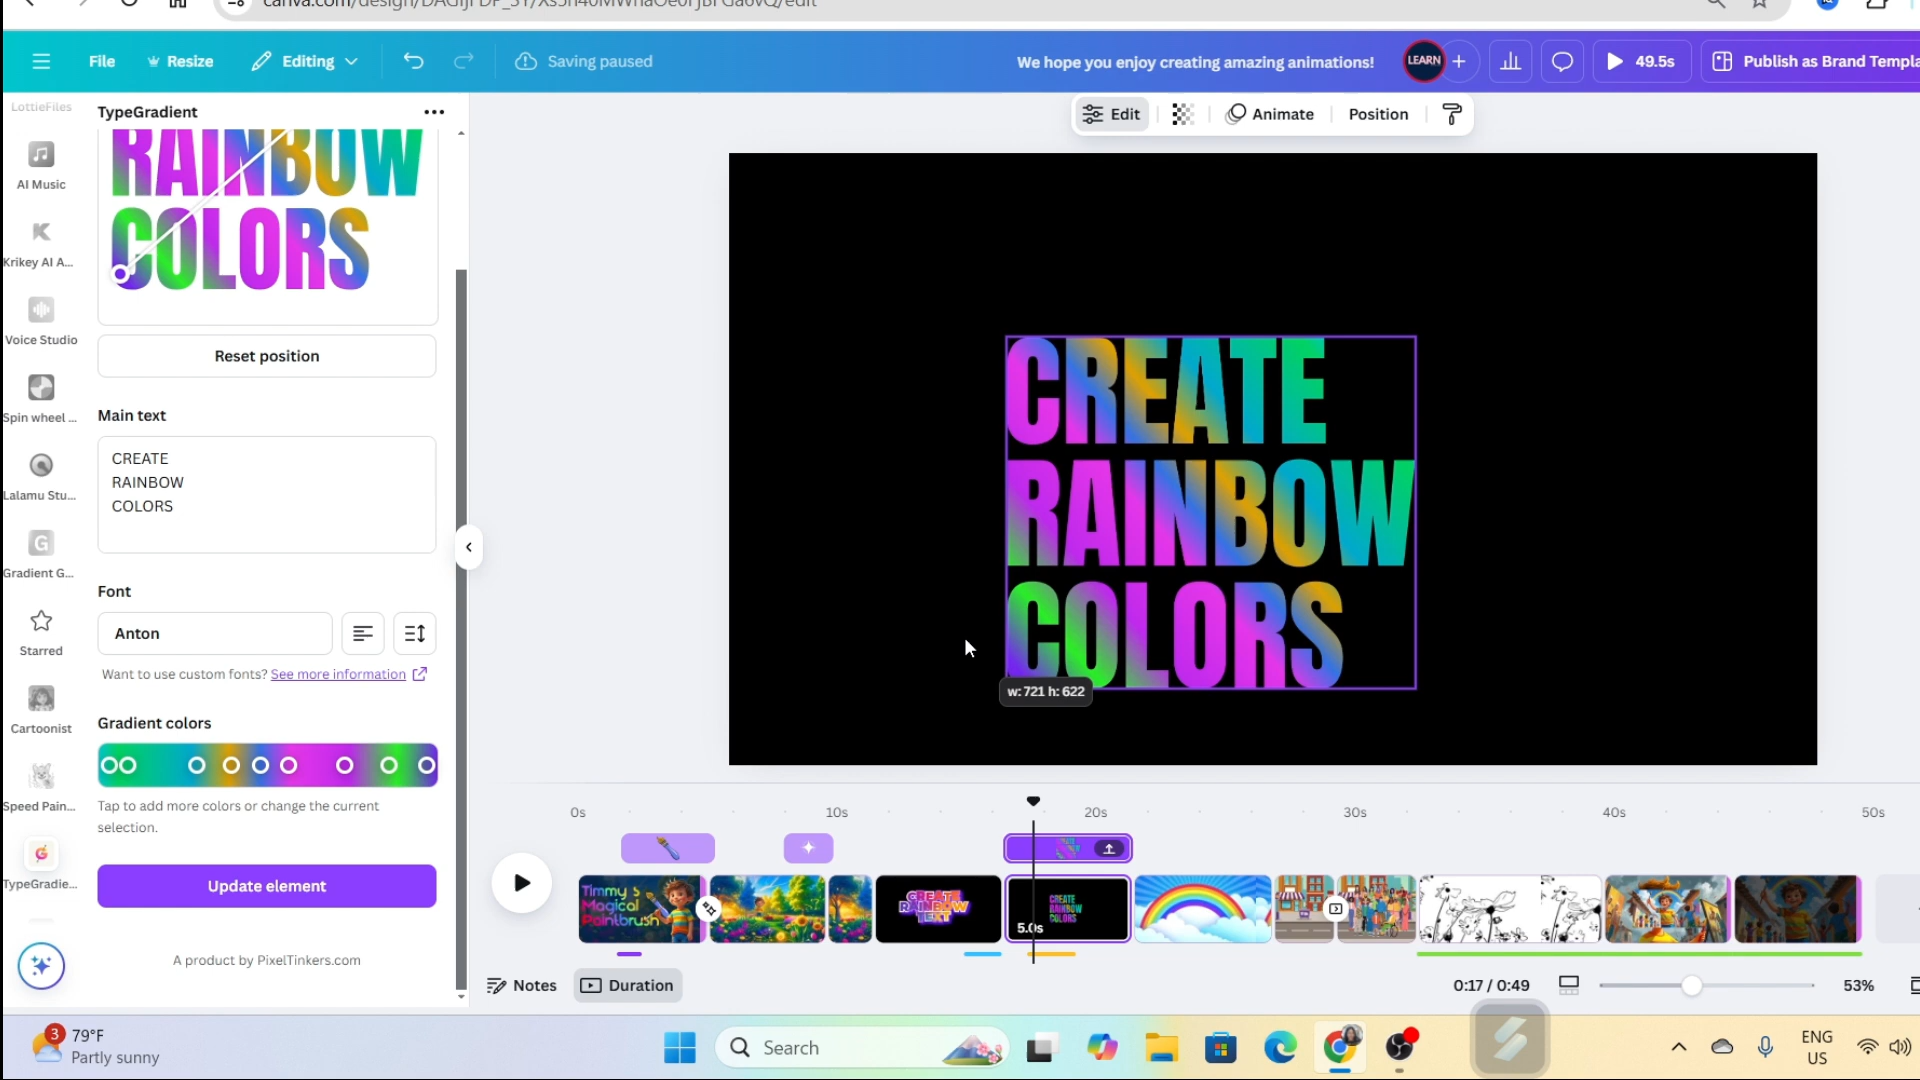 File
Resize
Editing
Saving paused
We hope you enjoy creating amazing animations!
LEARN
49.5s
LottieFiles
TypeGradient
Edit
Animate
Position
RAINBOW
COLORS
AI Music
Krikey AI A...
Voice Studio
Reset position
Spin wheel ...
Main text
CREATE
RAINBOW
COLORS
Lalamu Stu...
Gradient G...
Font
Anton
Starred
Want to use custom fonts? See more information
Cartoonist
Gradient colors
Speed Pain...
Tap to add more colors or change the current
selection.
TypeGradie...
Update element
A product by PixelTinkers.com
CREATE
RAINBOW
COLORS
w: 721 h: 622
0s
10s
20s
30s
40s
50s
Timmy's
Magical
Paintbrush
CREATE
RAINBOW
TEXT
CREATE
RAINBOW
COLORS
5.0s
Notes
Duration
0:17 / 0:49
53%
3
79°F
Partly sunny
Search
ENG
US